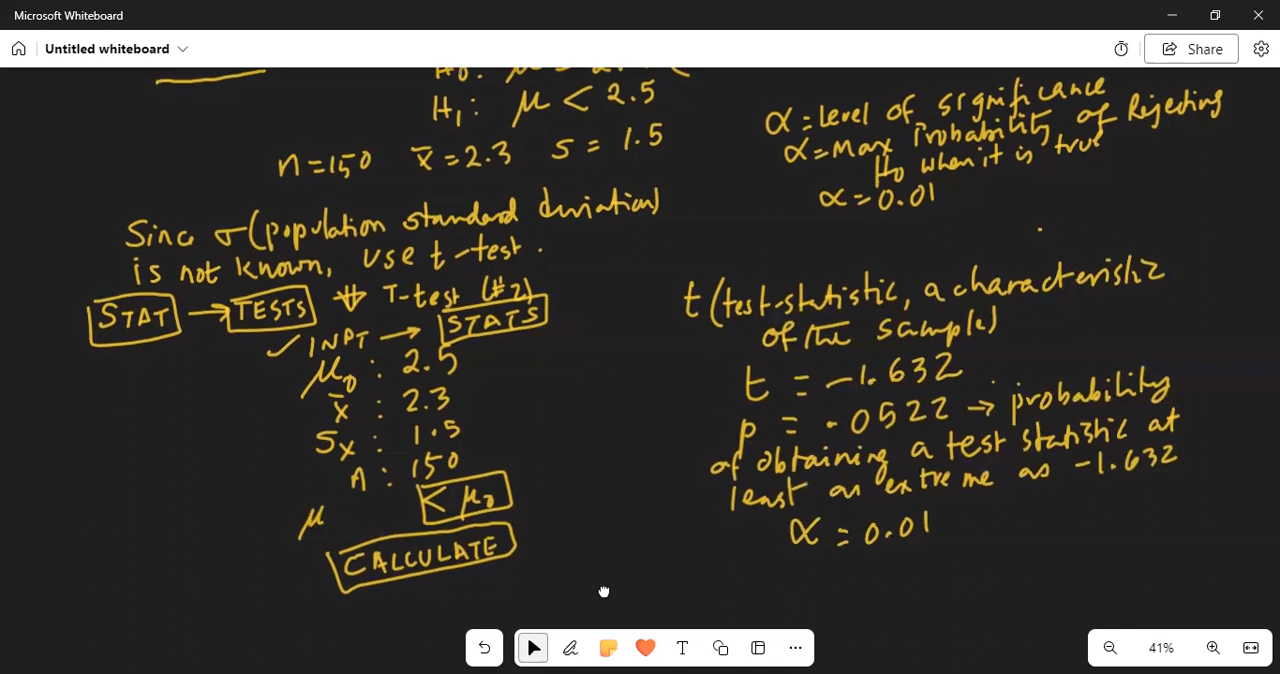 Microsoft Whiteboard
Untitled whiteboard
Share
H₁: μ < 2.5
n = 150 x̄ = 2.3 s = 1.5
Since σ (population standard deviation)
is not known, use t-test.
STAT → TESTS ↓ T-test (#2)
✓ INPT → STATS
μ₀ : 2.5
x̄ : 2.3
Sx : 1.5
n : 150
μ < μ₀
CALCULATE
α = Level of significance
α = Max Probability of Rejecting
H₀ when it is true
α = 0.01
t (test-statistic, a characteristic
of the sample)
t = -1.632
p = .0522 → probability
of obtaining a test statistic at
least as extreme as -1.632
α = 0.01
41%